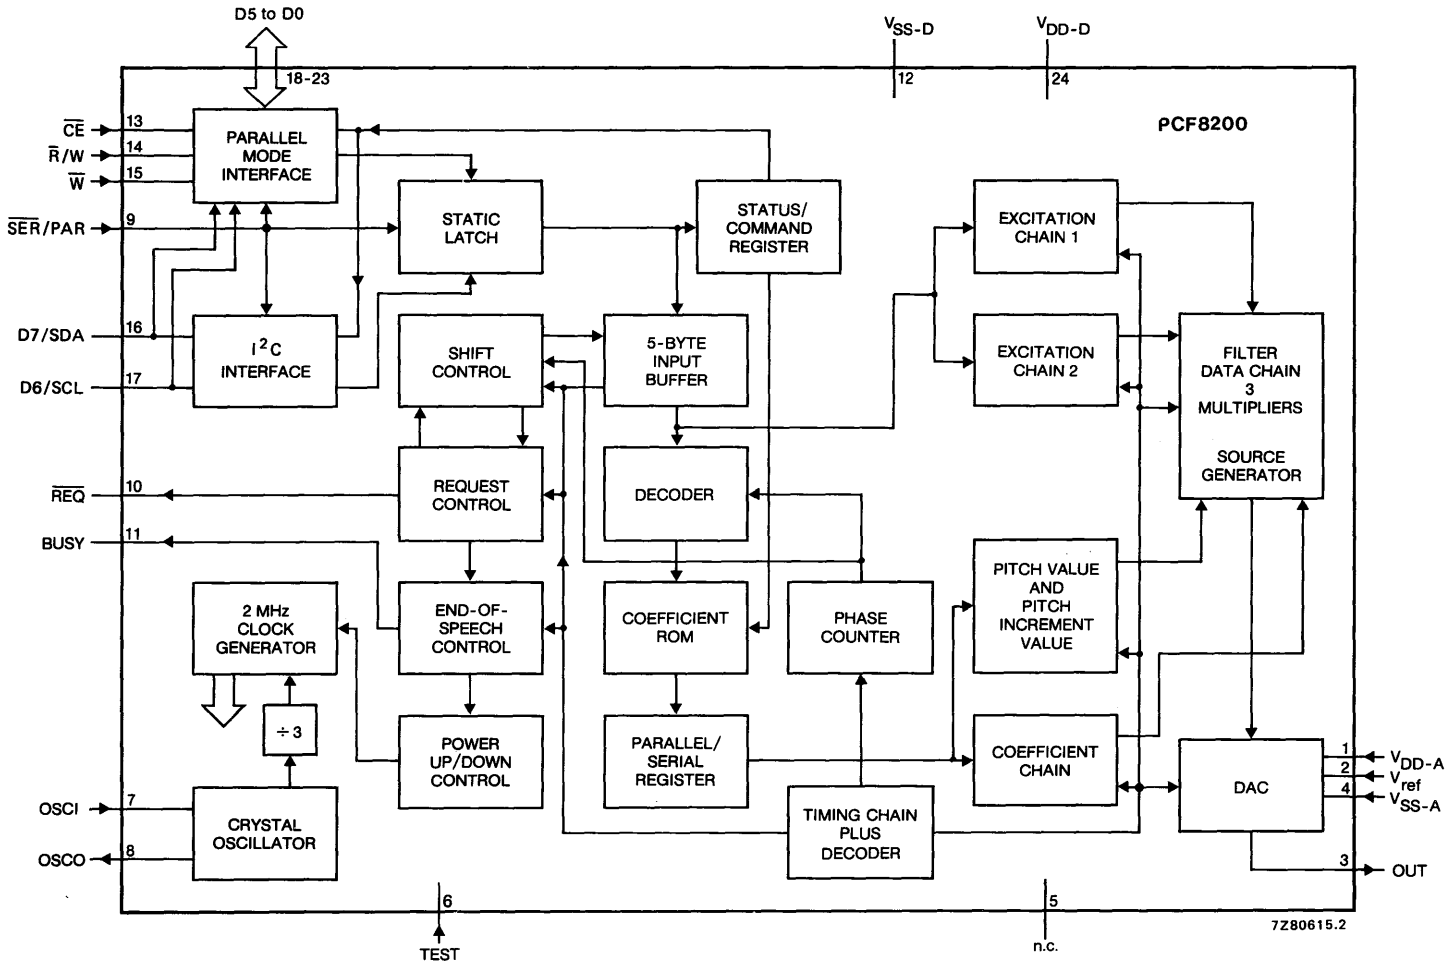 D5 to D0
18-23
V SS-D
12
V DD-D
24
PCF8200
CE
13
R/W
14
W
15
SER/PAR
9
D7/SDA
16
D6/SCL
17
REQ
10
BUSY
11
OSCI
7
OSCO
8
PARALLEL
MODE
INTERFACE
I²C
INTERFACE
STATIC
LATCH
STATUS/
COMMAND
REGISTER
SHIFT
CONTROL
5-BYTE
INPUT
BUFFER
REQUEST
CONTROL
DECODER
2 MHz
CLOCK
GENERATOR
END-OF-
SPEECH
CONTROL
COEFFICIENT
ROM
PHASE
COUNTER
÷ 3
POWER
UP/DOWN
CONTROL
PARALLEL/
SERIAL
REGISTER
CRYSTAL
OSCILLATOR
TIMING CHAIN
PLUS
DECODER
EXCITATION
CHAIN 1
EXCITATION
CHAIN 2
FILTER
DATA CHAIN
3
MULTIPLIERS
SOURCE
GENERATOR
PITCH VALUE
AND
PITCH
INCREMENT
VALUE
COEFFICIENT
CHAIN
DAC
1
V DD-A
2
V ref
4
V SS-A
3
OUT
6
TEST
5
n.c.
7Z80615.2